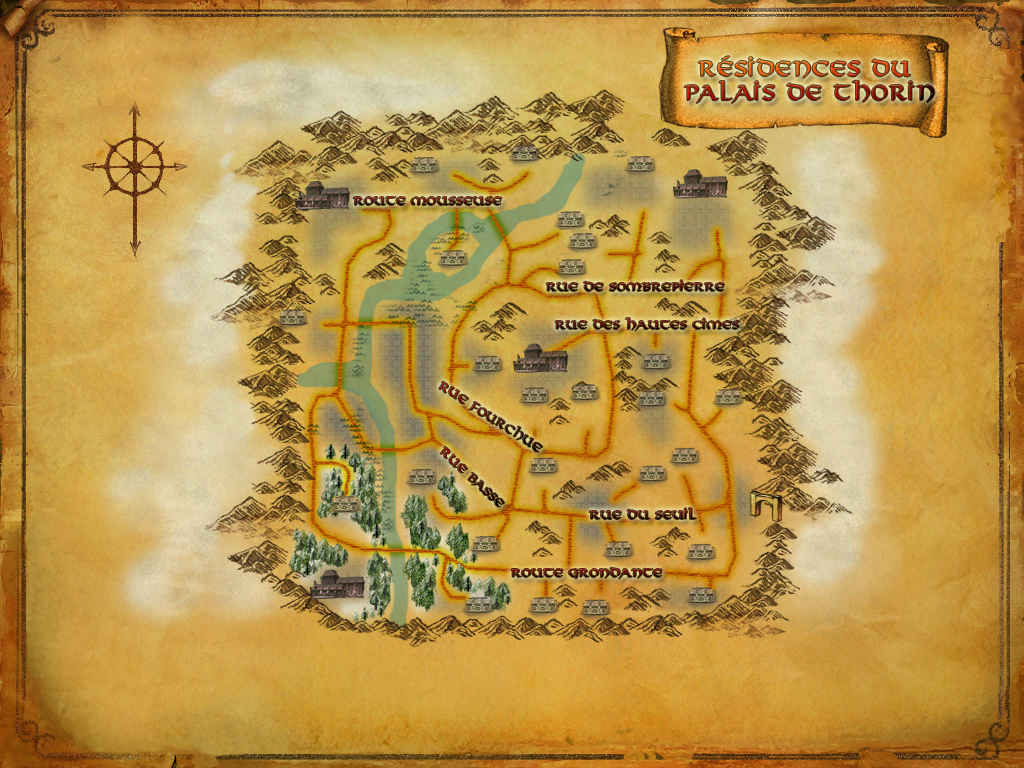 Résidences du
Palais de Thorin
Route Mousseuse
Rue de Sombrepierre
Rue des Hautes Cimes
Rue Fourchue
Rue Basse
Rue du Seuil
Route Grondante